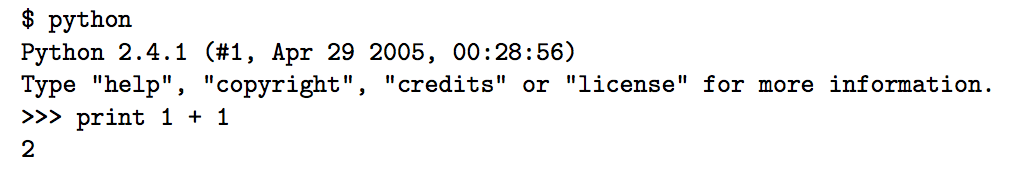 $ python
Python 2.4.1 (#1, Apr 29 2005, 00:28:56)
Type "help", "copyright", "credits" or "license" for more information.
>>> print 1 + 1
2